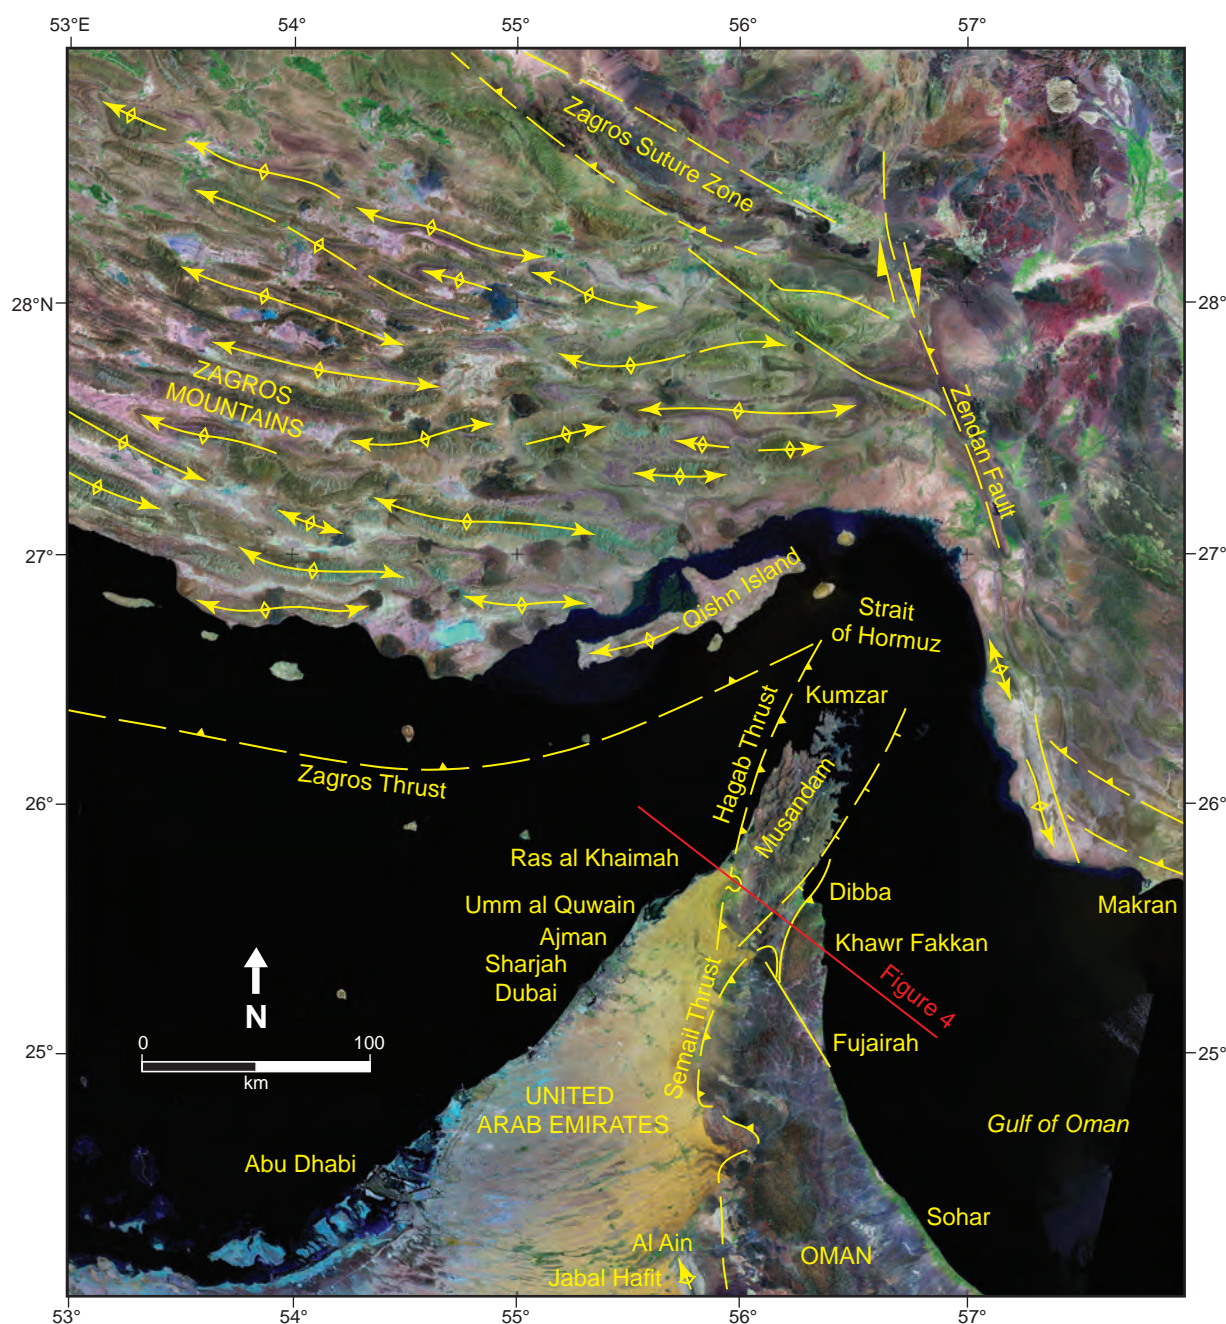 53°E
54°
55°
56°
57°
Zagros Suture Zone
28°N
28°
ZAGROS
MOUNTAINS
Zendan Fault
27°
27°
Qishn Island
Strait
of Hormuz
Kumzar
Hagab Thrust
Zagros Thrust
Musandam
26°
26°
Ras al Khaimah
Dibba
Makran
Umm al Quwain
Ajman
Khawr Fakkan
Sharjah
Dubai
Figure 4
N
Semail Thrust
0
100
km
Fujairah
25°
25°
UNITED
ARAB EMIRATES
Gulf of Oman
Abu Dhabi
Sohar
Al Ain
OMAN
Jabal Hafit
53°
54°
55°
56°
57°